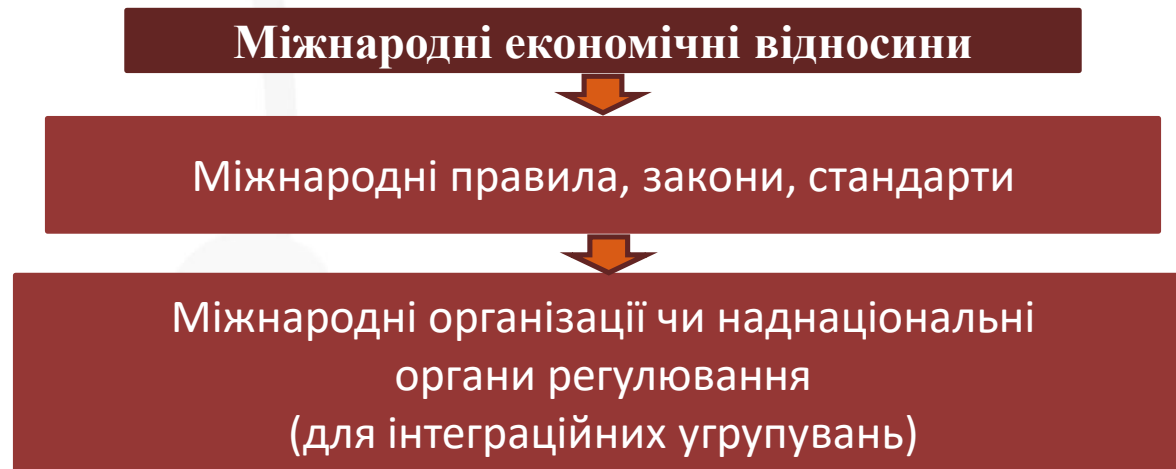 Міжнародні економічні відносини
Міжнародні правила, закони, стандарти
Міжнародні організації чи наднаціональні
органи регулювання
(для інтеграційних угрупувань)